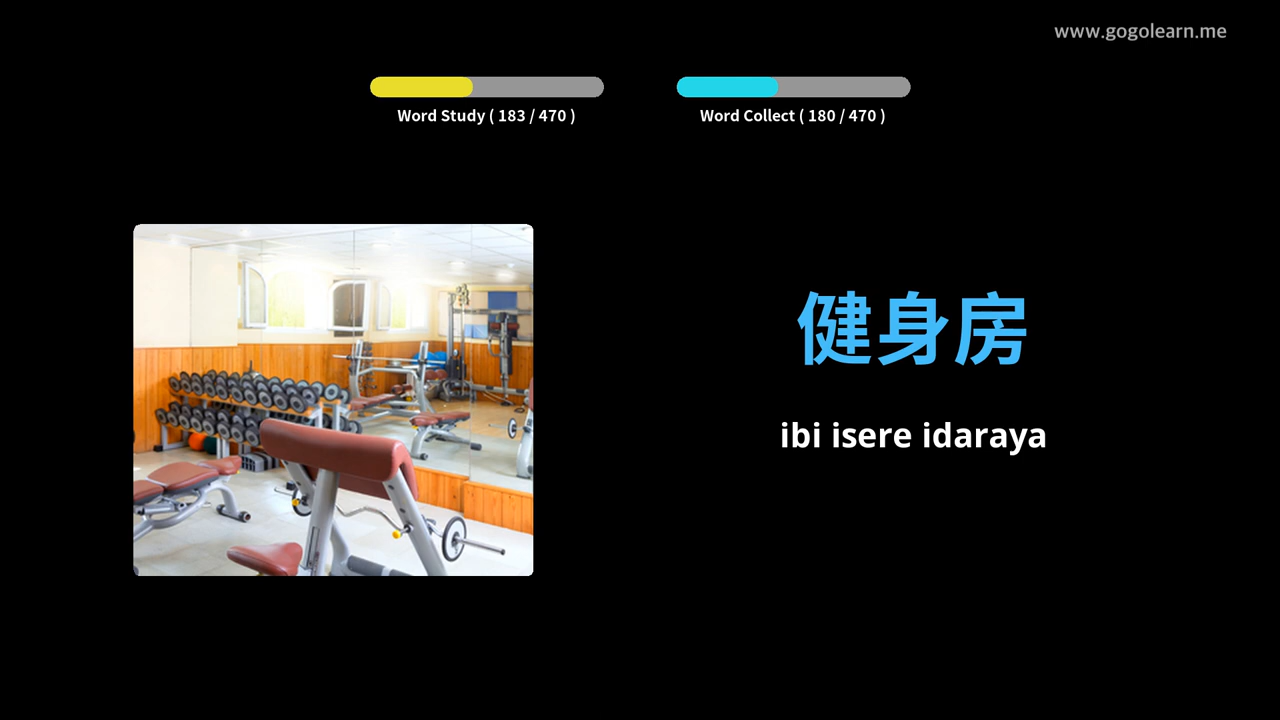 www.gogolearn.me
Word Study ( 183 / 470 )
Word Collect ( 180 / 470 )
健身房
ibi isere idaraya